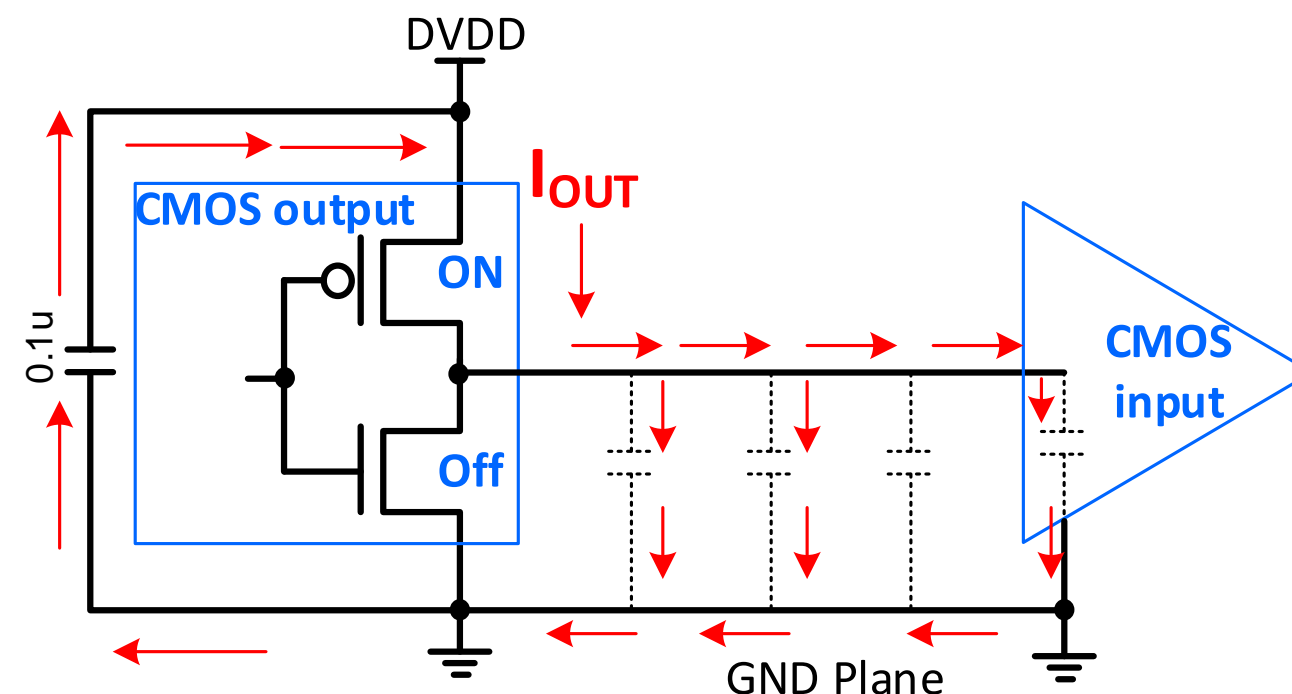 DVDD
CMOS output
IOUT
ON
0.1u
CMOS
input
Off
GND Plane